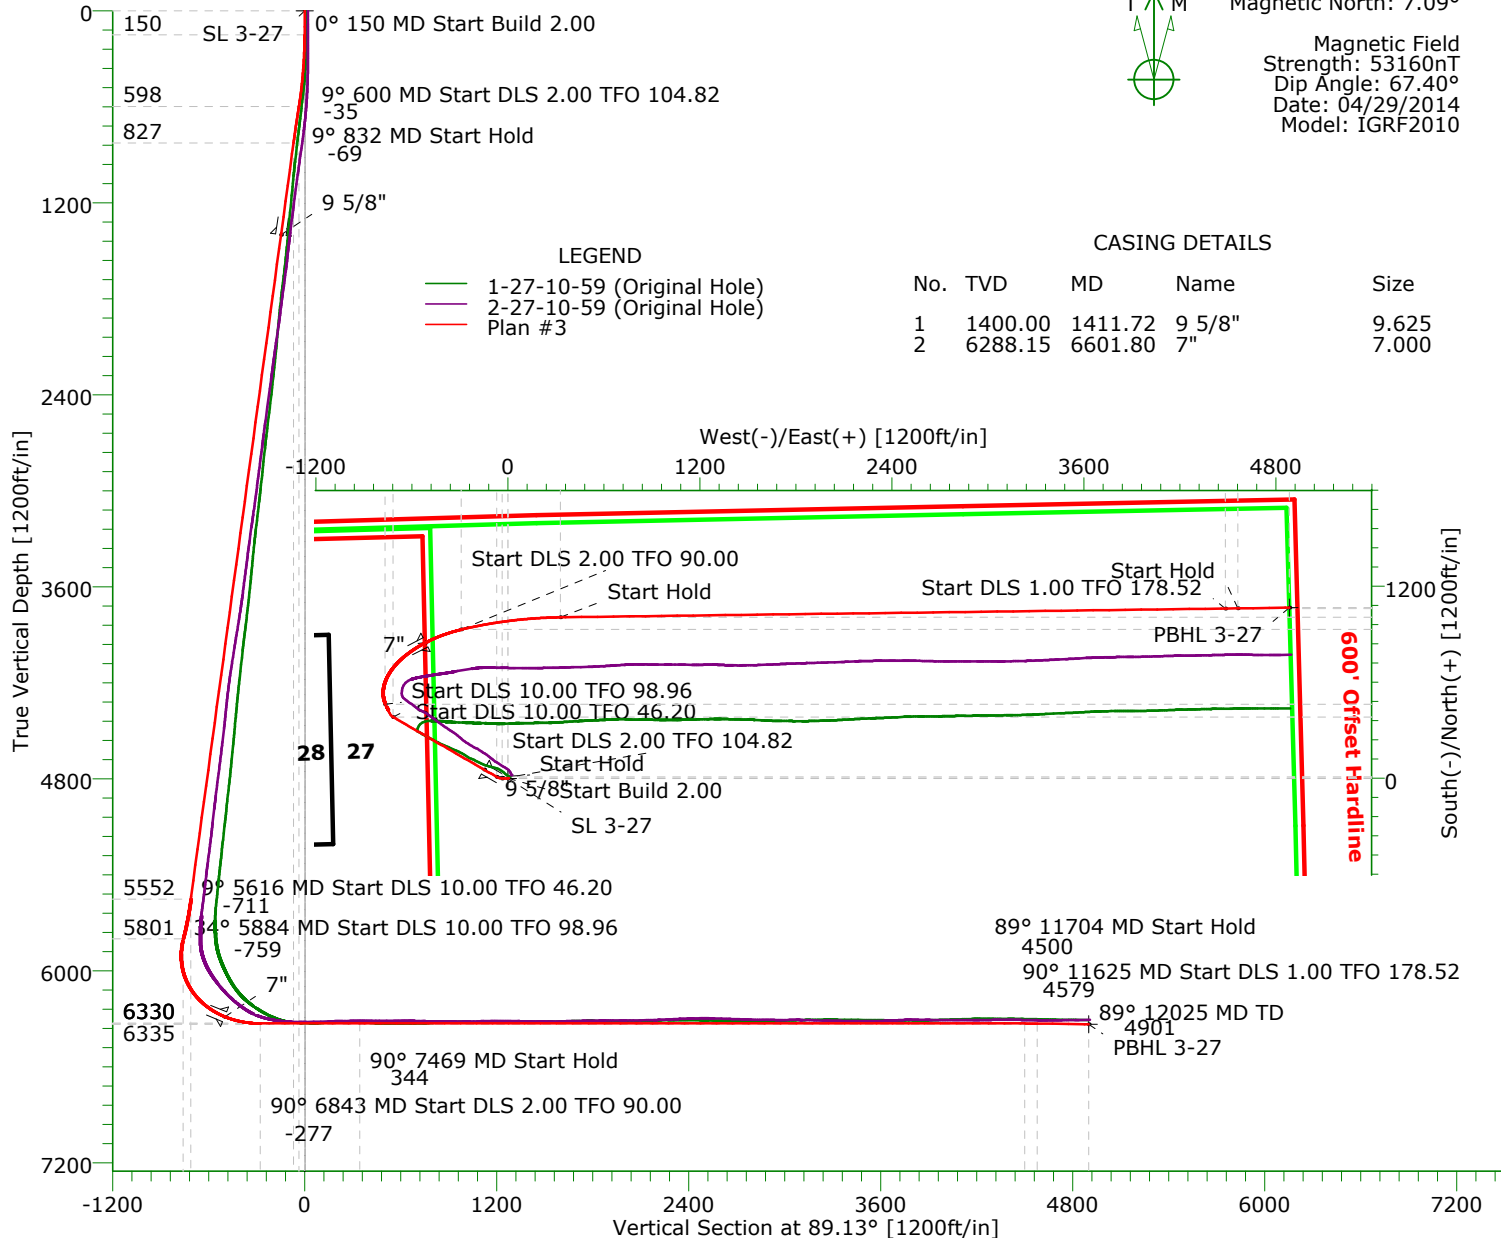 T M Magnetic North: 7.09°
Magnetic Field
Strength: 53160nT
Dip Angle: 67.40°
Date: 04/29/2014
Model: IGRF2010
0
150
SL 3-27
0° 150 MD Start Build 2.00
598
9° 600 MD Start DLS 2.00 TFO 104.82
-35
827
9° 832 MD Start Hold
-69
1200
9 5/8"
LEGEND
1-27-10-59 (Original Hole)
2-27-10-59 (Original Hole)
Plan #3
CASING DETAILS
No. TVD MD Name Size
1 1400.00 1411.72 9 5/8" 9.625
2 6288.15 6601.80 7" 7.000
2400
3600
4800
6000
7200
True Vertical Depth [1200ft/in]
West(-)/East(+) [1200ft/in]
-1200 0 1200 2400 3600 4800
Start DLS 2.00 TFO 90.00
Start Hold
Start Hold
Start DLS 1.00 TFO 178.52
PBHL 3-27
7"
Start DLS 10.00 TFO 98.96
Start DLS 10.00 TFO 46.20
Start DLS 2.00 TFO 104.82
Start Hold
9 5/8"
Start Build 2.00
SL 3-27
28 27
600' Offset Hardline
1200
0
South(-)/North(+) [1200ft/in]
5552
9° 5616 MD Start DLS 10.00 TFO 46.20
-711
5801
34° 5884 MD Start DLS 10.00 TFO 98.96
-759
7"
6330
6335
89° 11704 MD Start Hold
4500
90° 11625 MD Start DLS 1.00 TFO 178.52
4579
89° 12025 MD TD
4901
PBHL 3-27
90° 7469 MD Start Hold
344
90° 6843 MD Start DLS 2.00 TFO 90.00
-277
-1200 0 1200 2400 3600 4800 6000 7200
Vertical Section at 89.13° [1200ft/in]